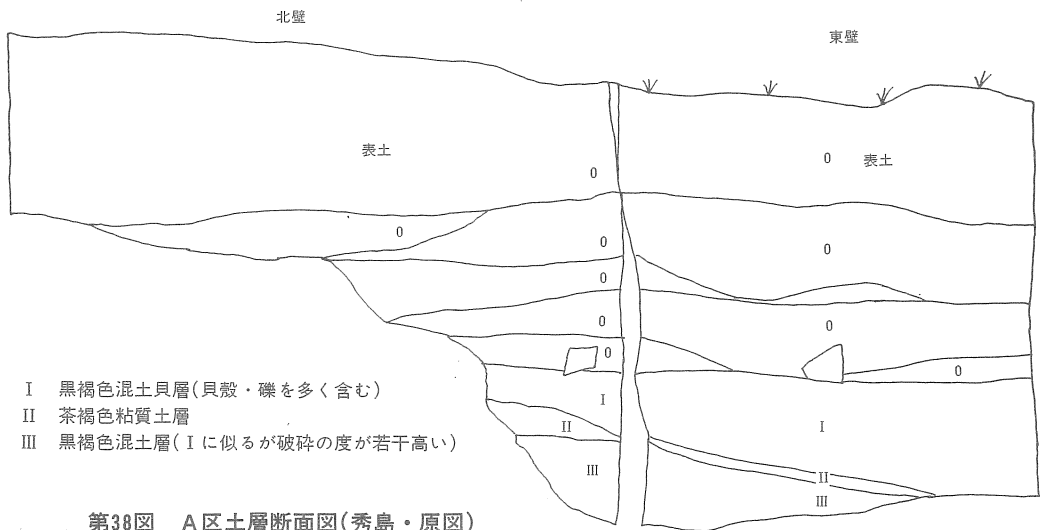 北壁
東壁
表土
0
0
表土
0
0
0
0
0
0
0
0
I
I
II
II
III
III
I 黒褐色混土貝層(貝殻・礫を多く含む)
II 茶褐色粘質土層
III 黒褐色混土層(Iに似るが破砕の度が若干高い)
第38図 A区土層断面図(秀島・原図)